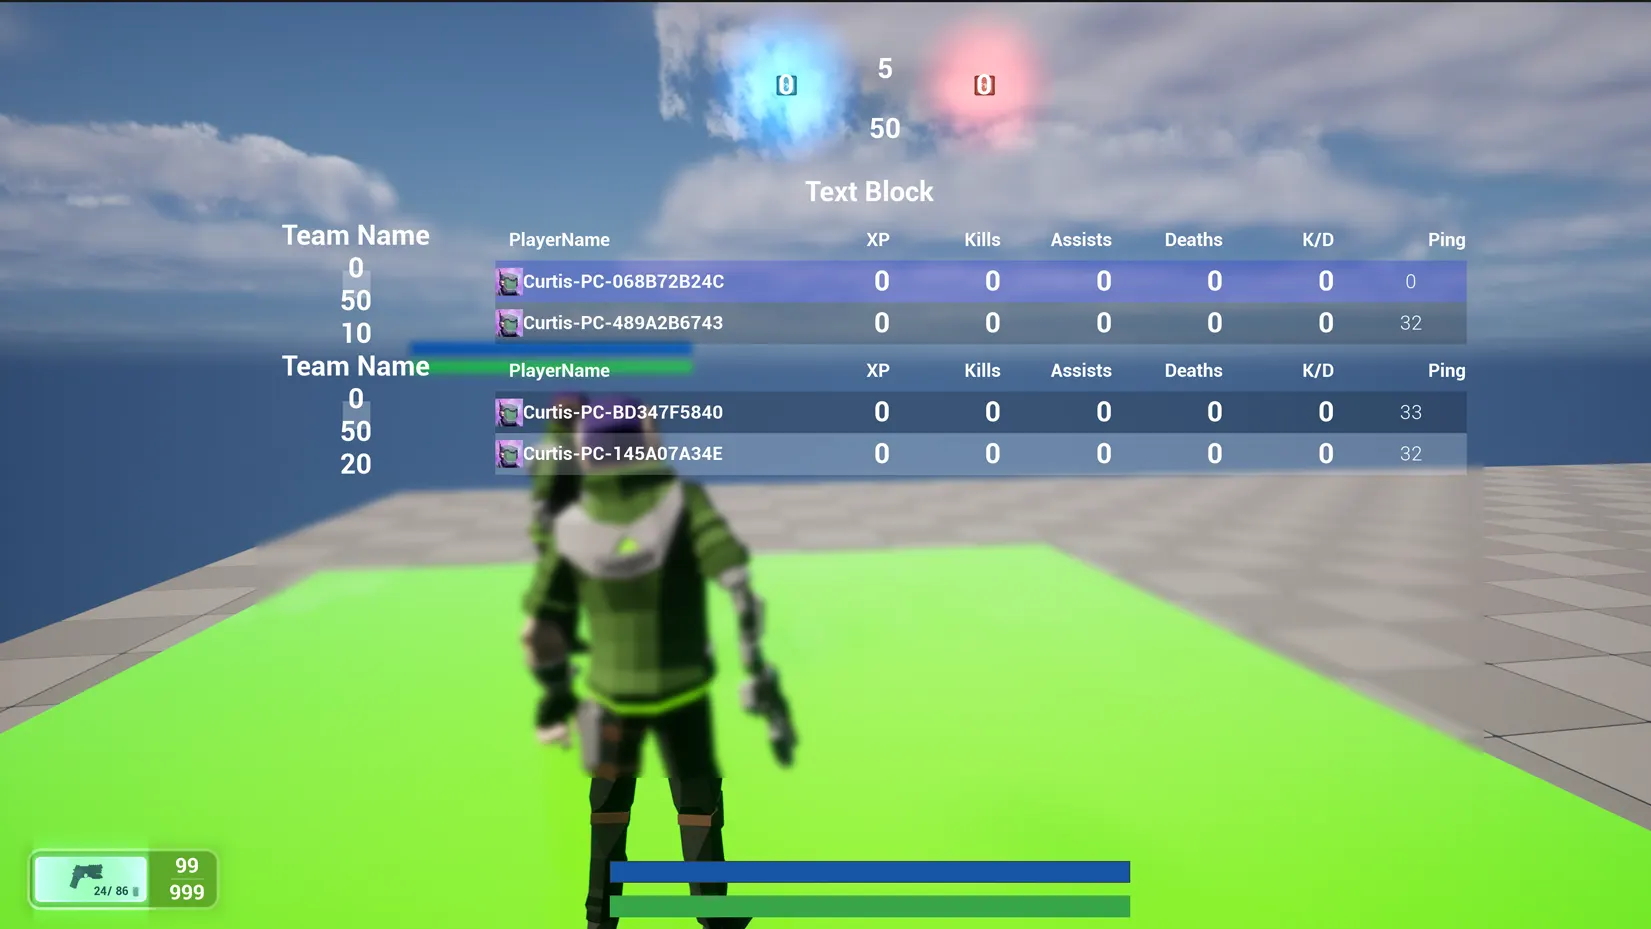 0 5 0
50
Text Block
Team Name
0
50
10
PlayerName XP Kills Assists Deaths K/D Ping
Curtis-PC-068B72B24C 0 0 0 0 0 0
Curtis-PC-489A2B6743 0 0 0 0 0 32
Team Name
0
50
20
PlayerName XP Kills Assists Deaths K/D Ping
Curtis-PC-BD347F5840 0 0 0 0 0 33
Curtis-PC-145A07A34E 0 0 0 0 0 32
24/ 86
99
999